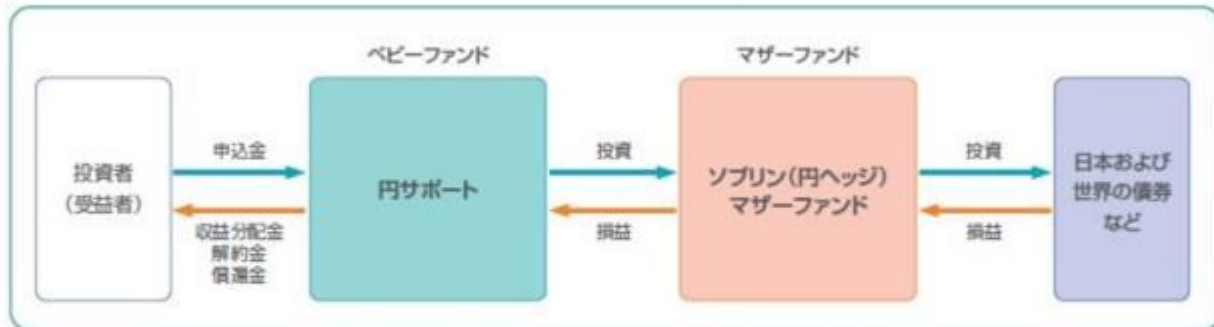 ベビーファンド
マザーファンド
投資者
（受益者）
申込金
収益分配金
解約金
償還金
円サポート
投資
損益
ソブリン（円ヘッジ）
マザーファンド
投資
損益
日本および
世界の債券
など